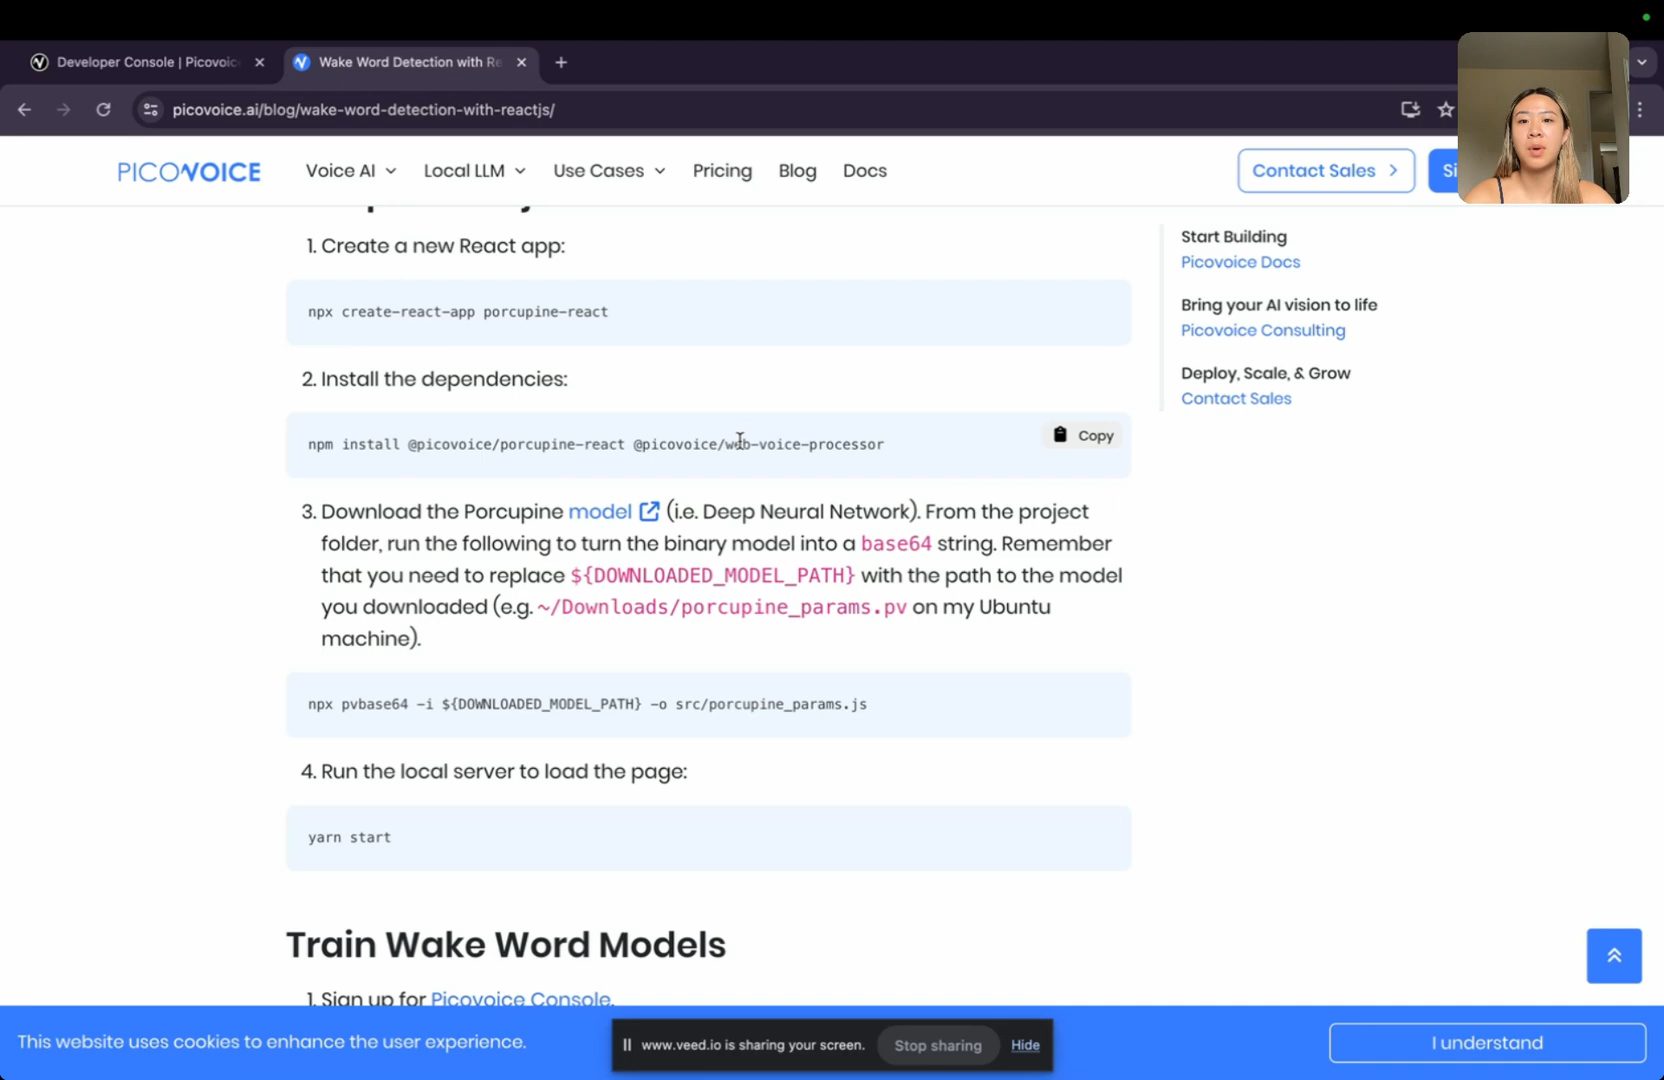 Developer Console | Picovoic
Wake Word Detection with Re
picovoice.ai/blog/wake-word-detection-with-reactjs/
PICOVOICE
Voice AI
Local LLM
Use Cases
Pricing
Blog
Docs
Contact Sales
Si
1. Create a new React app:
npx create-react-app porcupine-react
2. Install the dependencies:
npm install @picovoice/porcupine-react @picovoice/web-voice-processor
Copy
3. Download the Porcupine model (i.e. Deep Neural Network). From the project
folder, run the following to turn the binary model into a base64 string. Remember
that you need to replace ${DOWNLOADED_MODEL_PATH} with the path to the model
you downloaded (e.g. ~/Downloads/porcupine_params.pv on my Ubuntu
machine).
npx pvbase64 -i ${DOWNLOADED_MODEL_PATH} -o src/porcupine_params.js
4. Run the local server to load the page:
yarn start
Train Wake Word Models
1. Sign up for Picovoice Console.
Start Building
Picovoice Docs
Bring your AI vision to life
Picovoice Consulting
Deploy, Scale, & Grow
Contact Sales
This website uses cookies to enhance the user experience.
www.veed.io is sharing your screen.
Stop sharing
Hide
I understand